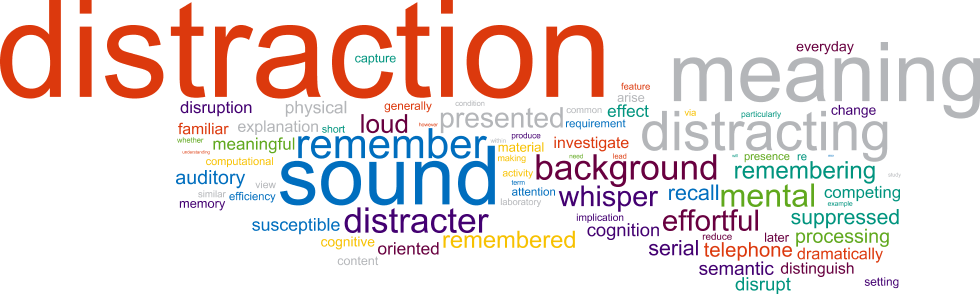 distraction
everyday
capture
meaning
feature
arise
disruption
physical
generally
condition
presented
common
effect
via
particularly
change
familiar
explanation
short
loud
however
requirement
distracting
whether
meaningful
remember
produce
within
material
investigate
understanding
computational
sound
making
need
lead
background
will
presence
re
auditory
view
activity
remembering
study
similar
efficiency
term
attention
whisper
recall
mental
competing
example
memory
laboratory
susceptible
distracter
implication
cognition
effortful
suppressed
cognitive
oriented
remembered
serial
reduce
later
processing
telephone
dramatically
content
semantic
distinguish
disrupt
setting